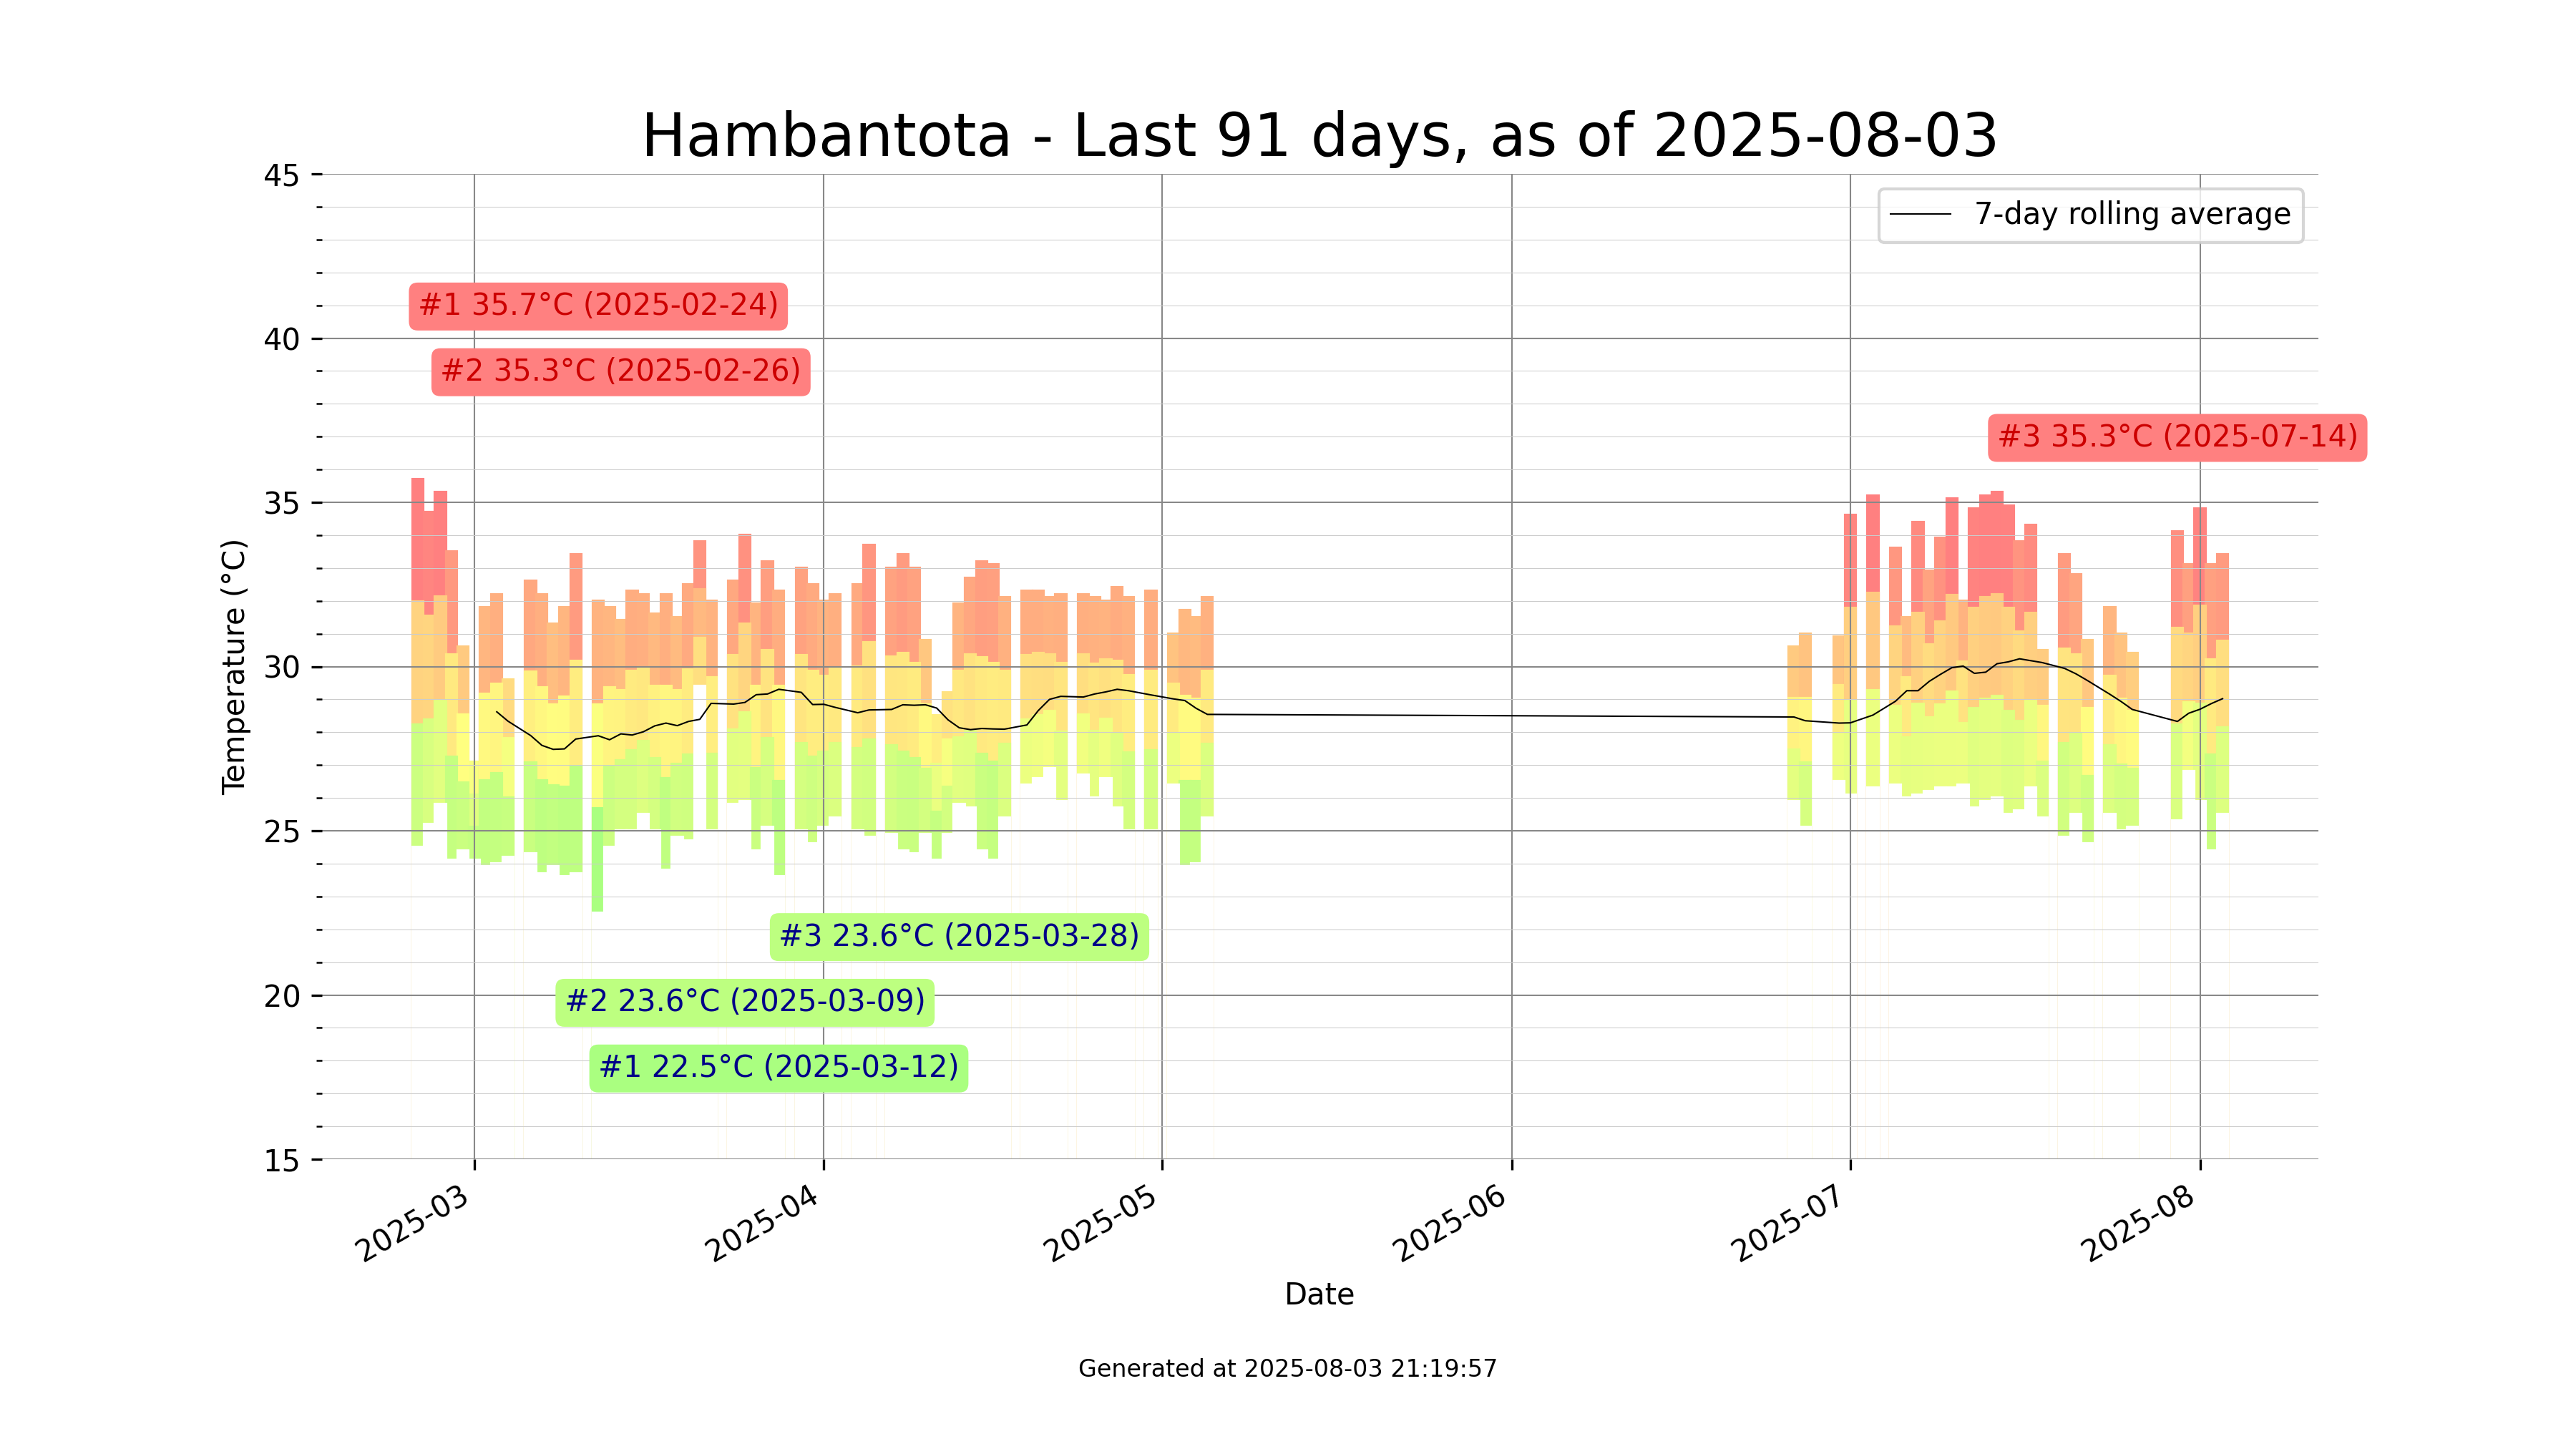 Hambantota - Last 91 days, as of 2025-08-03
45
7-day rolling average
#1 35.7°C (2025-02-24)
40
#2 35.3°C (2025-02-26)
#3 35.3°C (2025-07-14)
35
30
Temperature (°C)
25
#3 23.6°C (2025-03-28)
20
#2 23.6°C (2025-03-09)
#1 22.5°C (2025-03-12)
15
2025-03
2025-04
2025-05
2025-06
2025-07
2025-08
Date
Generated at 2025-08-03 21:19:57